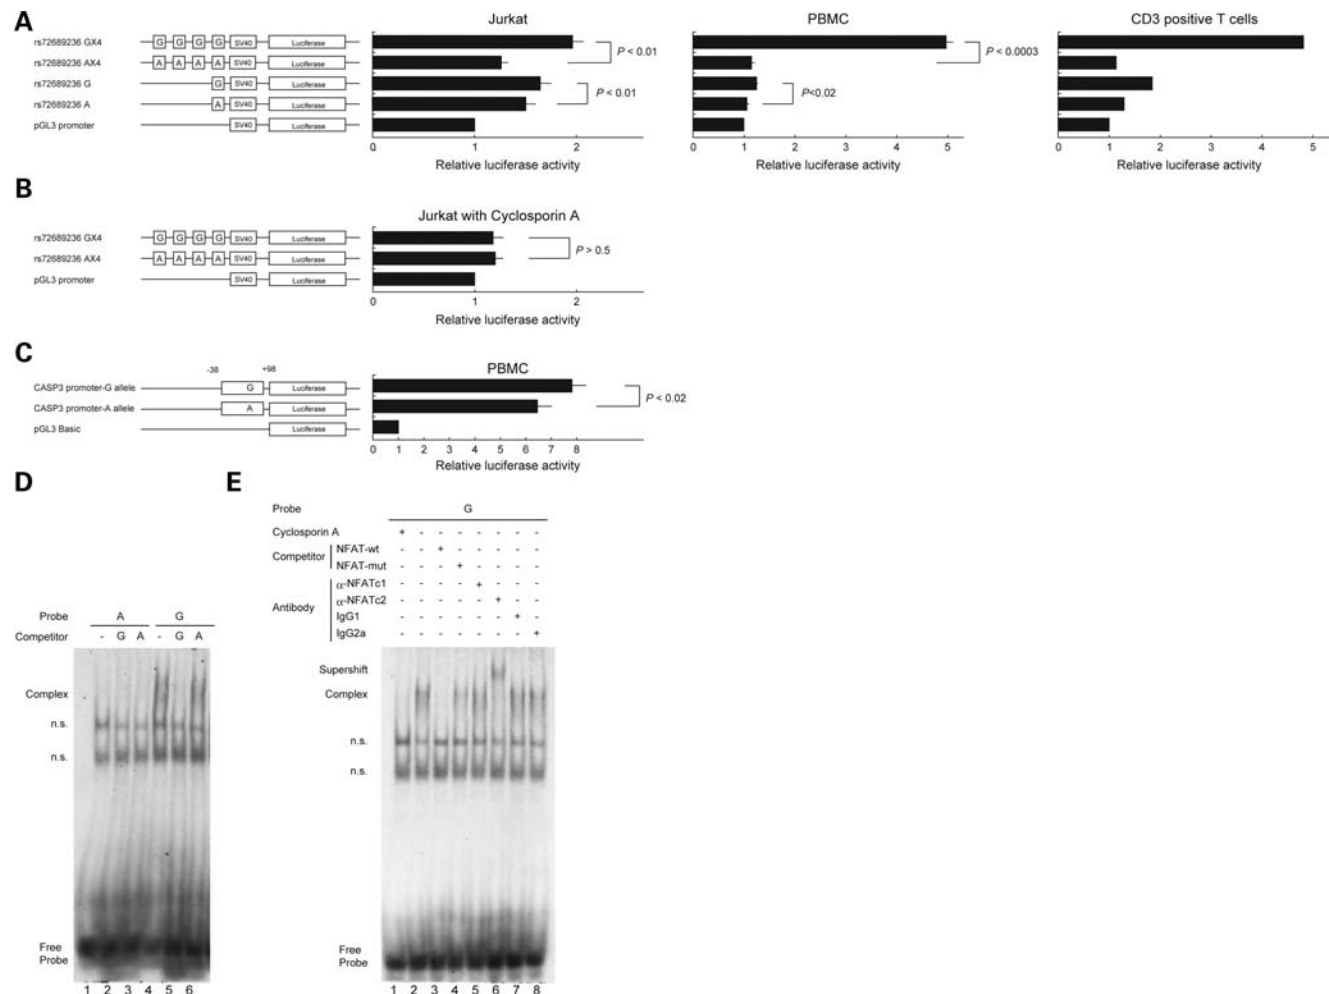 A
Jurkat
PBMC
CD3 positive T cells
rs72689236 GX4 G G G G SV40 Luciferase
rs72689236 AX4 A A A A SV40 Luciferase
rs72689236 G G SV40 Luciferase
rs72689236 A A SV40 Luciferase
pGL3 promoter SV40 Luciferase
P < 0.01
P < 0.01
P < 0.0003
P<0.02
0 1 2
0 1 2 3 4 5
0 1 2 3 4 5
Relative luciferase activity
Relative luciferase activity
Relative luciferase activity
B
Jurkat with Cyclosporin A
rs72689236 GX4 G G G G SV40 Luciferase
rs72689236 AX4 A A A A SV40 Luciferase
pGL3 promoter SV40 Luciferase
P > 0.5
0 1 2
Relative luciferase activity
C
PBMC
-38 +98
CASP3 promoter-G allele G Luciferase
CASP3 promoter-A allele A Luciferase
pGL3 Basic Luciferase
P < 0.02
0 1 2 3 4 5 6 7 8
Relative luciferase activity
D
Probe A G
Competitor - G A - G A
Complex
n.s.
n.s.
Free
Probe
1 2 3 4 5 6
E
Probe G
Cyclosporin A + - - - - - - -
Competitor
NFAT-wt - - + - - - - -
NFAT-mut - - - + - - - -
Antibody
α-NFATc1 - - - - + - - -
α-NFATc2 - - - - - + - -
IgG1 - - - - - - + -
IgG2a - - - - - - - +
Supershift
Complex
n.s.
n.s.
Free
Probe
1 2 3 4 5 6 7 8